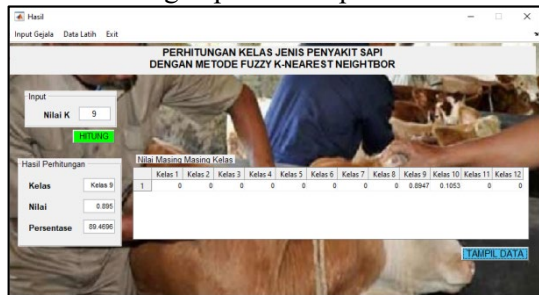 Hasil
Input Gejala Data Latih Exit
PERHITUNGAN KELAS JENIS PENYAKIT SAPI
DENGAN METODE FUZZY K-NEAREST NEIGHTBOR
Input
Nilai K 9
HITUNG
Hasil Perhitungan
Kelas Kelas 9
Nilai 0.895
Persentase 89.4696
Nilai Masing Masing Kelas
Kelas 1 Kelas 2 Kelas 3 Kelas 4 Kelas 5 Kelas 6 Kelas 7 Kelas 8 Kelas 9 Kelas 10 Kelas 11 Kelas 12
1 0 0 0 0 0 0 0 0 0.8947 0.1053 0 0
TAMPIL DATA